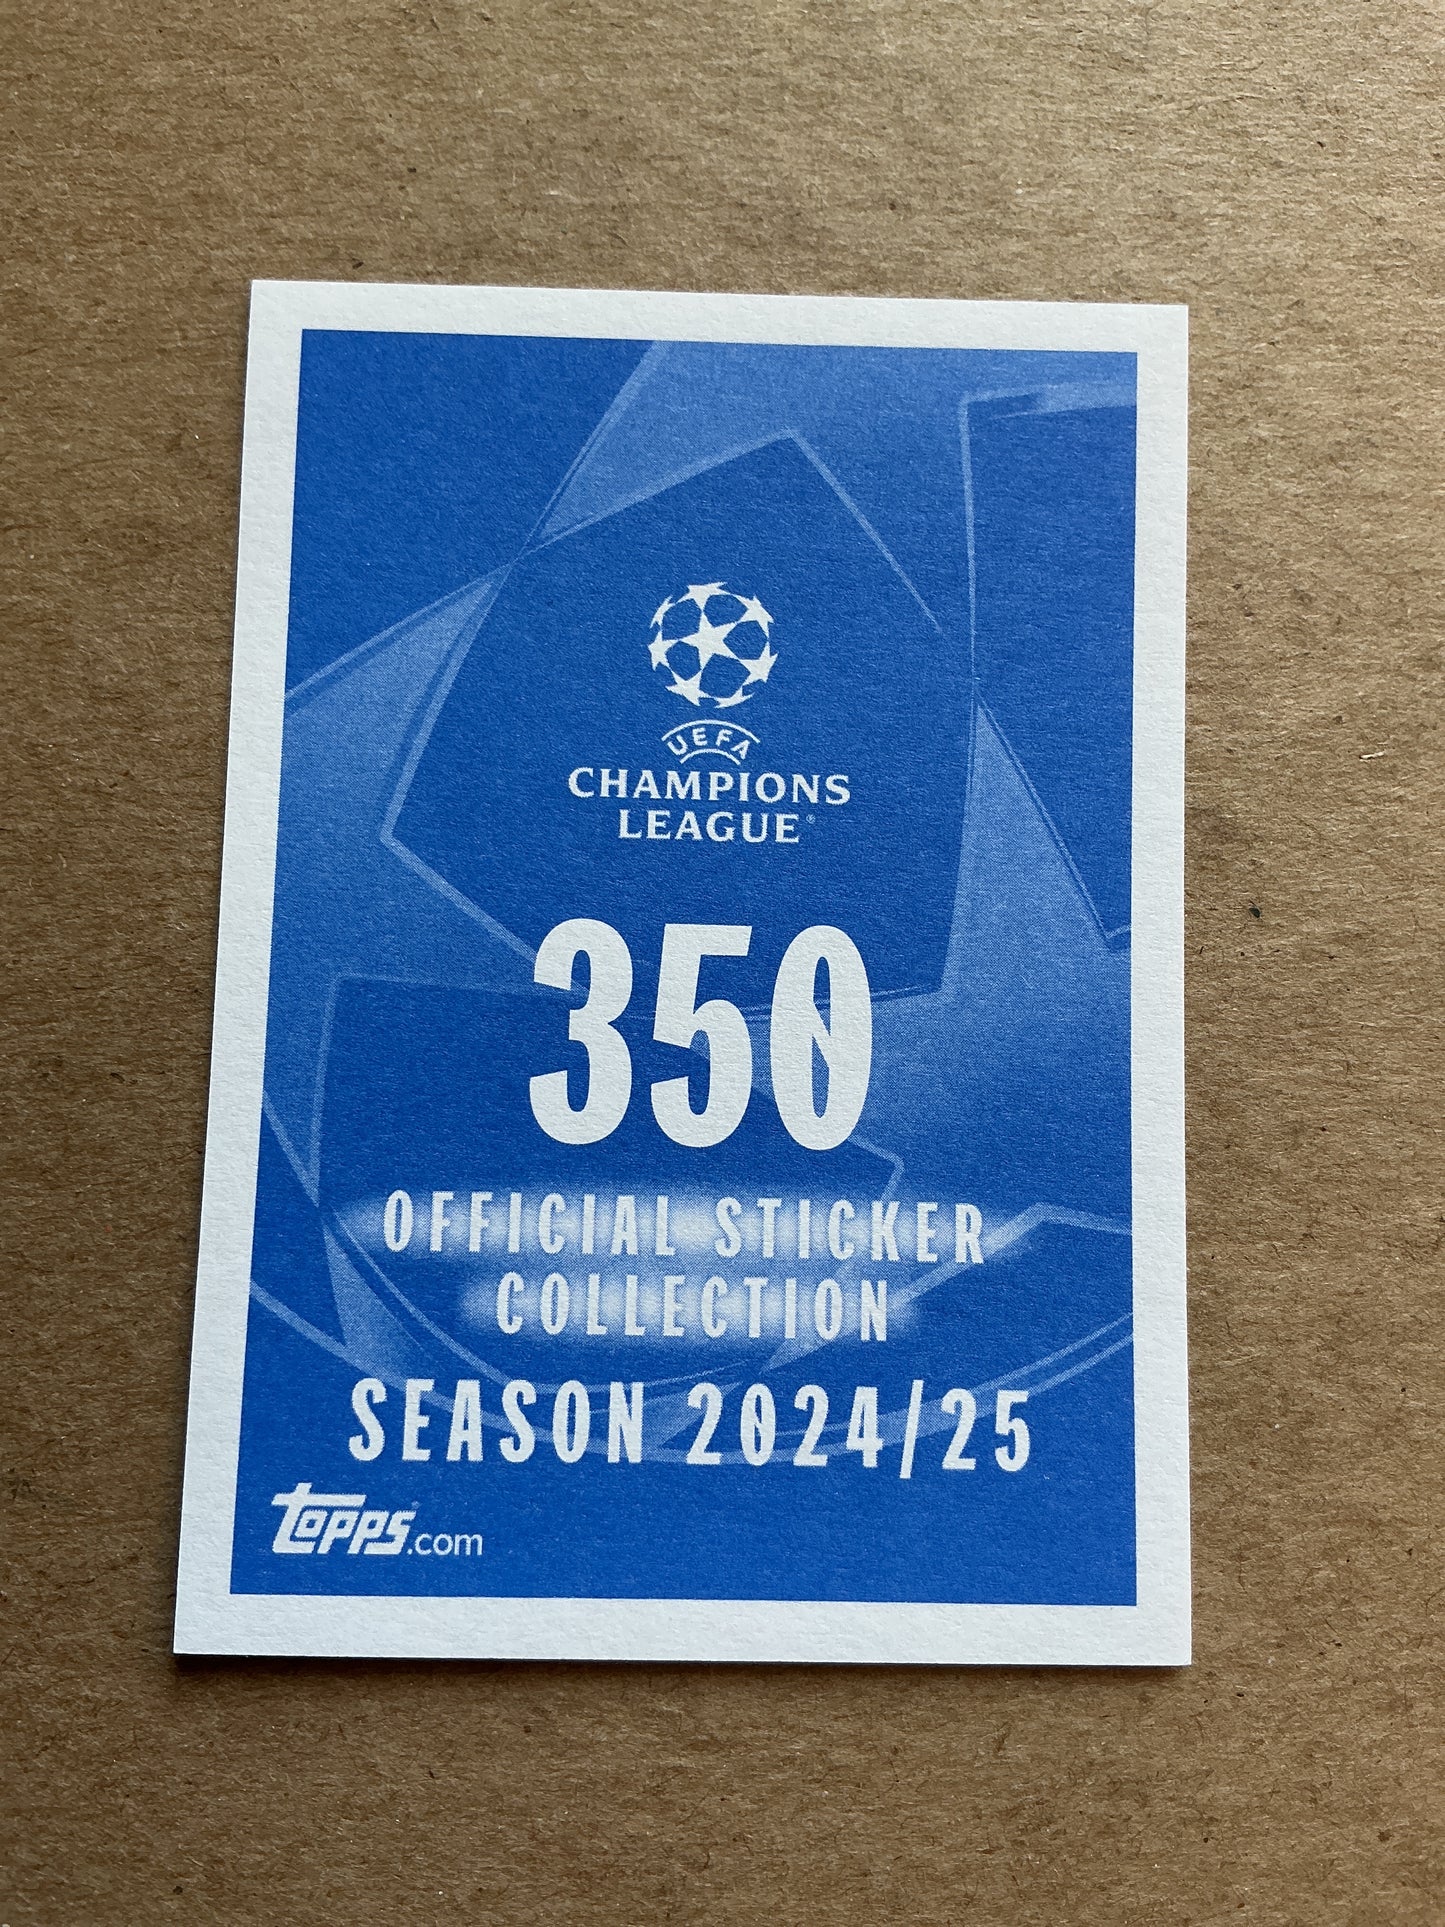 UEFA
CHAMPIONS
LEAGUE®
350
OFFICIAL STICKER
COLLECTION
SEASON 2024/25
topps.com